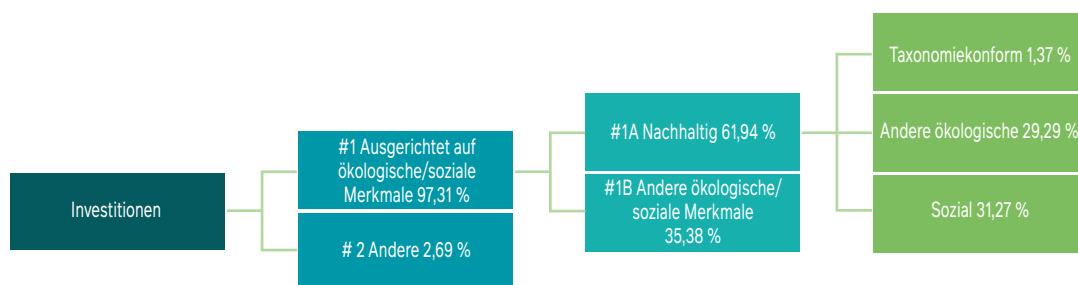 Investitionen
#1 Ausgerichtet auf
ökologische/soziale
Merkmale 97,31 %
# 2 Andere 2,69 %
#1A Nachhaltig 61,94 %
#1B Andere ökologische/
soziale Merkmale
35,38 %
Taxonomiekonform 1,37 %
Andere ökologische 29,29 %
Sozial 31,27 %